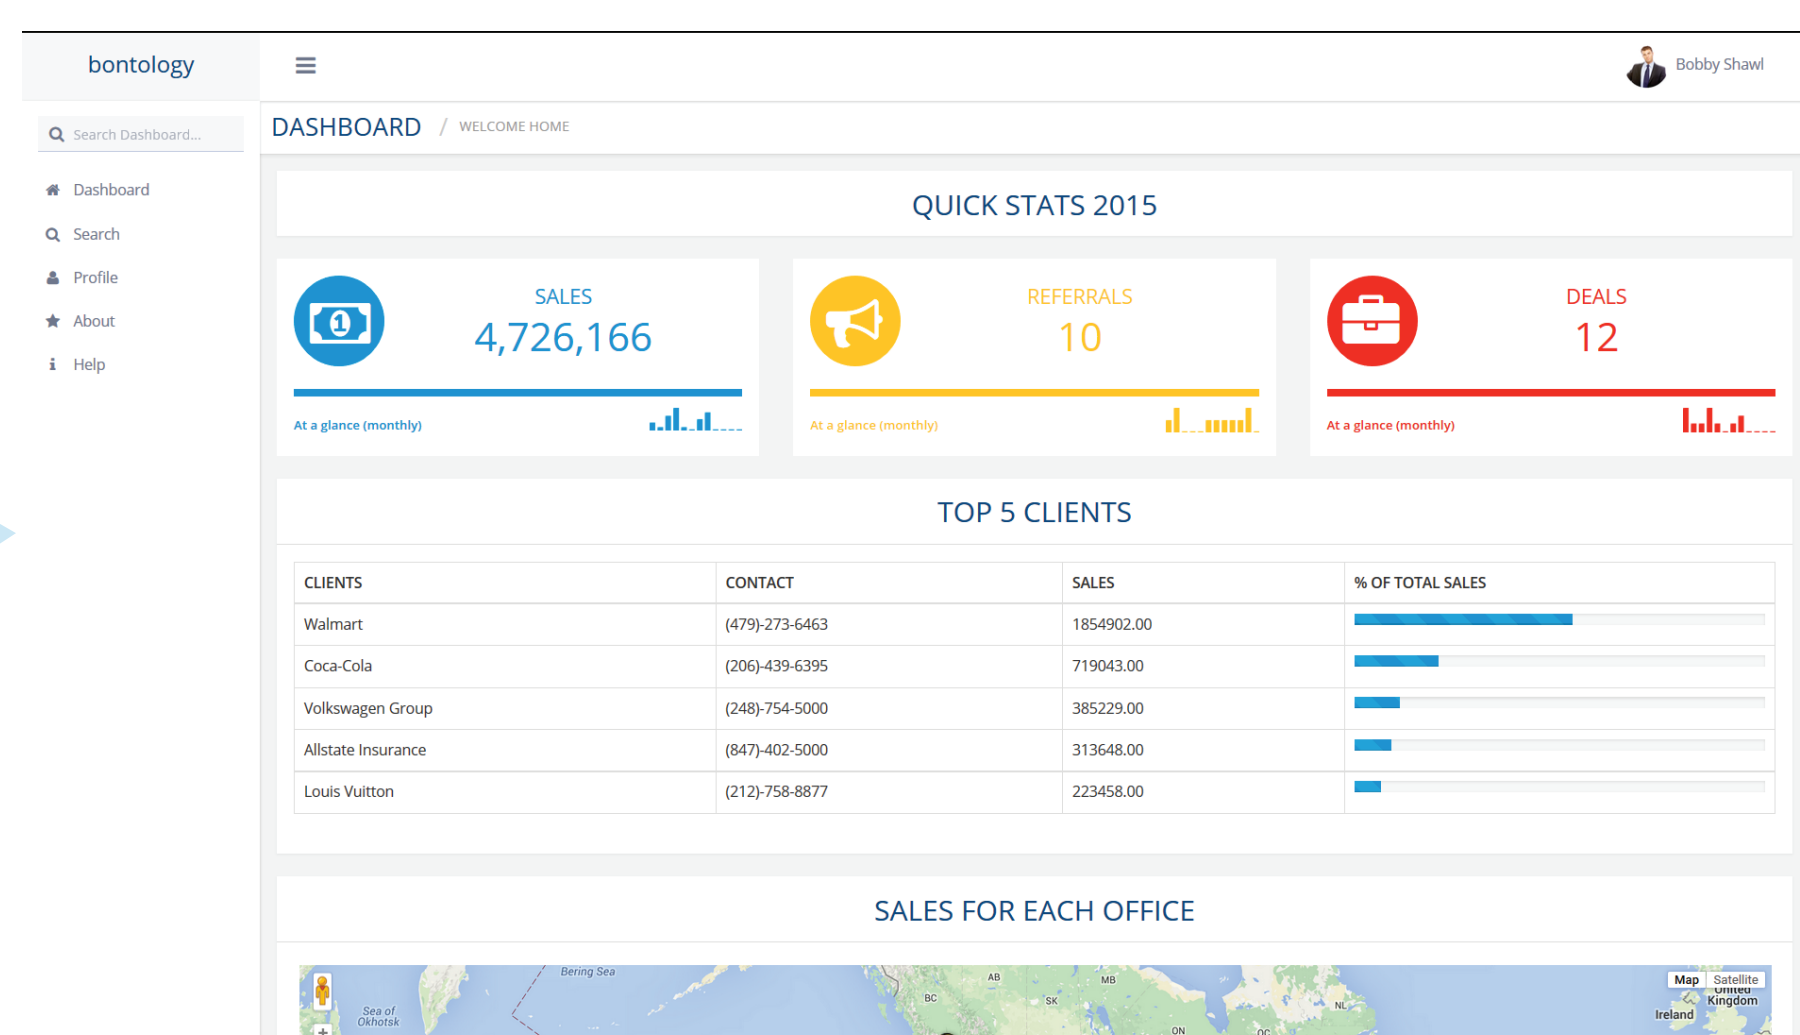 bontology
Bobby Shawl
Search Dashboard...
DASHBOARD / WELCOME HOME
Dashboard
Search
Profile
About
Help
QUICK STATS 2015
SALES
4,726,166
At a glance (monthly)
REFERRALS
10
At a glance (monthly)
DEALS
12
At a glance (monthly)
TOP 5 CLIENTS
CLIENTS CONTACT SALES % OF TOTAL SALES
Walmart (479)-273-6463 1854902.00
Coca-Cola (206)-439-6395 719043.00
Volkswagen Group (248)-754-5000 385229.00
Allstate Insurance (847)-402-5000 313648.00
Louis Vuitton (212)-758-8877 223458.00
SALES FOR EACH OFFICE
Bering Sea
AB
MB
Map Satellite
United
Kingdom
BC
SK
NL
Sea of
Okhotsk
Ireland
ON
QC